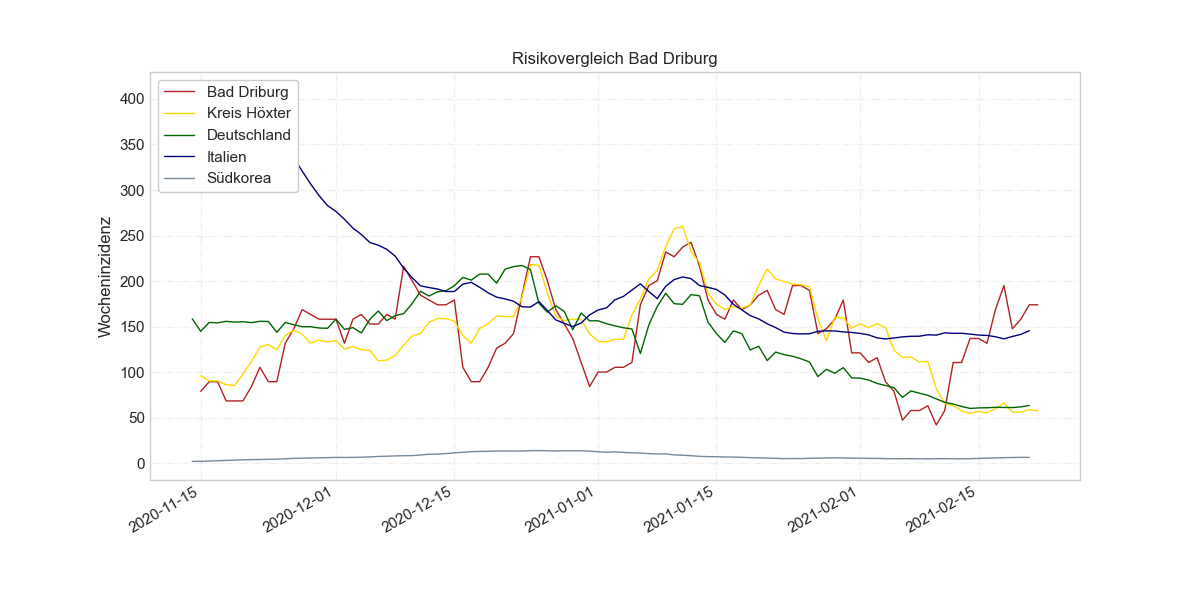 Risikovergleich Bad Driburg
Bad Driburg
Kreis Höxter
Deutschland
Italien
Südkorea
Wocheninzidenz
400
350
300
250
200
150
100
50
0
2020-11-15
2020-12-01
2020-12-15
2021-01-01
2021-01-15
2021-02-01
2021-02-15